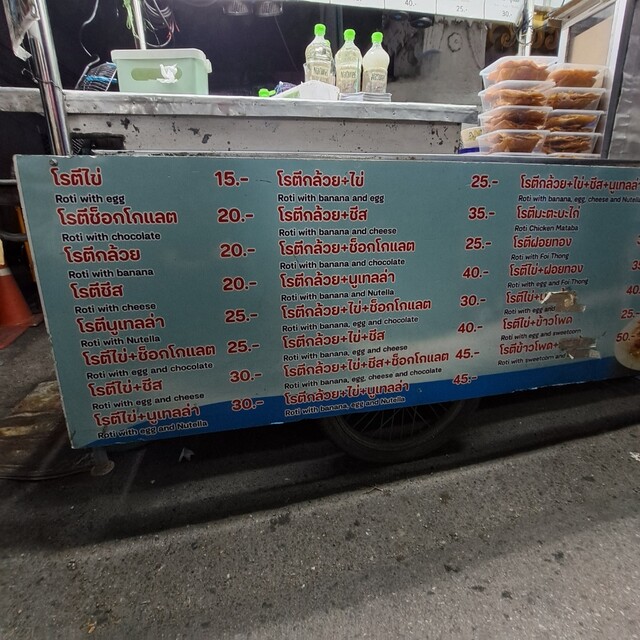 โรตีไข่ 15.-
Roti with egg
โรตีช็อกโกแลต 20.-
Roti with chocolate
โรตีกล้วย 20.-
Roti with banana
โรตีชีส 20.-
Roti with cheese
โรตีนูเทลล่า 25.-
Roti with Nutella
โรตีไข่+ช็อกโกแลต 25.-
Roti with egg and chocolate
โรตีไข่+ชีส 30.-
Roti with egg and cheese
โรตีไข่+นูเทลล่า 30.-
Roti with egg and Nutella
โรตีกล้วย+ไข่ 25.-
Roti with banana and egg
โรตีกล้วย+ชีส 35.-
Roti with banana and cheese
โรตีกล้วย+ช็อกโกแลต 25.-
Roti with banana and chocolate
โรตีกล้วย+นูเทลล่า 40.-
Roti with banana and Nutella
โรตีกล้วย+ไข่+ช็อกโกแลต 30.-
Roti with banana, egg and chocolate
โรตีกล้วย+ไข่+ชีส 40.-
Roti with banana, egg and cheese
โรตีกล้วย+ไข่+ชีส+ช็อกโกแลต 45.-
Roti with banana, egg, cheese and chocolate
โรตีกล้วย+ไข่+นูเทลล่า 45.-
Roti with banana, egg and Nutella
โรตีกล้วย+ไข่+ชีส+นูเทลล่า
Roti with banana, egg, cheese and Nutella
โรตีมะตะบะไก่
Roti Chicken Mataba
โรตีฝอยทอง
Roti with Foi Thong
โรตีไข่+ฝอยทอง
Roti with egg and Foi Thong
โรตีไข่+
Roti with egg and
โรตีไข่+ข้าวโพด 25.-
Roti with egg and sweetcorn
โรตีข้าวโพด+ 50.-
Roti with sweetcorn and